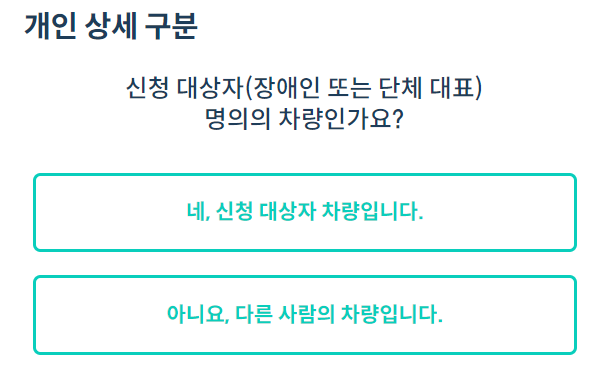 개인 상세 구분
신청 대상자(장애인 또는 단체 대표)
명의의 차량인가요?
네, 신청 대상자 차량입니다.
아니요, 다른 사람의 차량입니다.